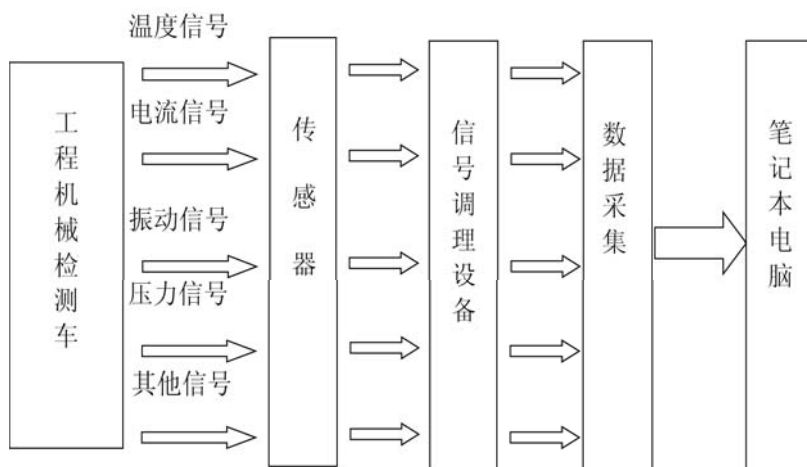 工程机械检测车
温度信号
电流信号
振动信号
压力信号
其他信号
传感器
信号调理设备
数据采集
笔记本电脑